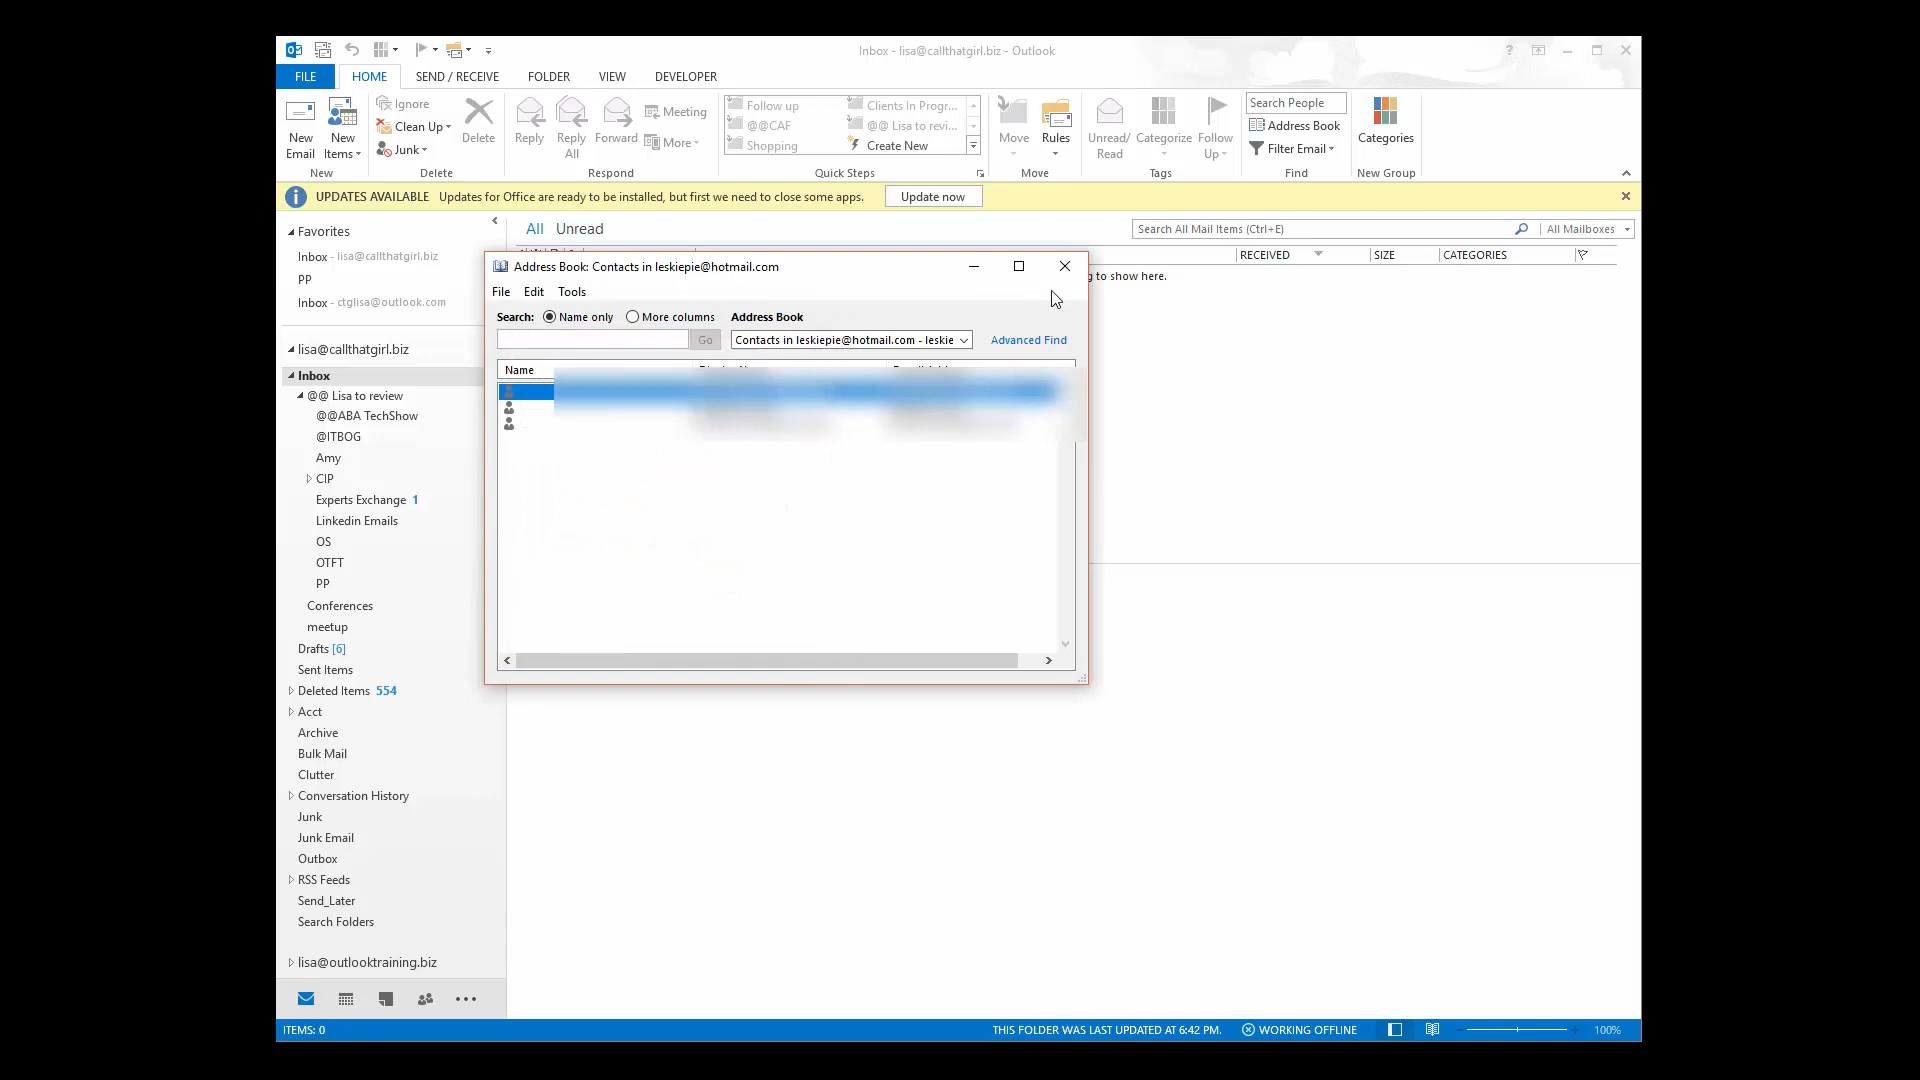 Inbox - lisa@callthatgirl.biz - Outlook
FILE HOME SEND / RECEIVE FOLDER VIEW DEVELOPER
New Email
New Items
Ignore
Clean Up
Junk
Delete
Reply
Reply All
Forward
Meeting
More
Follow up
@@CAF
Shopping
Clients In Progr...
@@ Lisa to revi...
Create New
Move
Rules
Unread/ Read
Categorize
Follow Up
Search People
Address Book
Filter Email
Categories
New Delete Respond Quick Steps Move Tags Find New Group
UPDATES AVAILABLE Updates for Office are ready to be installed, but first we need to close some apps. Update now
Favorites
Inbox - lisa@callthatgirl.biz
PP
Inbox - ctglisa@outlook.com
lisa@callthatgirl.biz
Inbox
@@ Lisa to review
@@ABA TechShow
@ITBOG
Amy
CIP
Experts Exchange 1
Linkedin Emails
OS
OTFT
PP
Conferences
meetup
Drafts [6]
Sent Items
Deleted Items 554
Acct
Archive
Bulk Mail
Clutter
Conversation History
Junk
Junk Email
Outbox
RSS Feeds
Send_Later
Search Folders
lisa@outlooktraining.biz
All Unread
Search All Mail Items (Ctrl+E) All Mailboxes
RECEIVED SIZE CATEGORIES
g to show here.
Address Book: Contacts in leskiepie@hotmail.com
File Edit Tools
Search: Name only More columns Address Book
Go Contacts in leskiepie@hotmail.com - leskie Advanced Find
Name
ITEMS: 0 THIS FOLDER WAS LAST UPDATED AT 6:42 PM. WORKING OFFLINE 100%